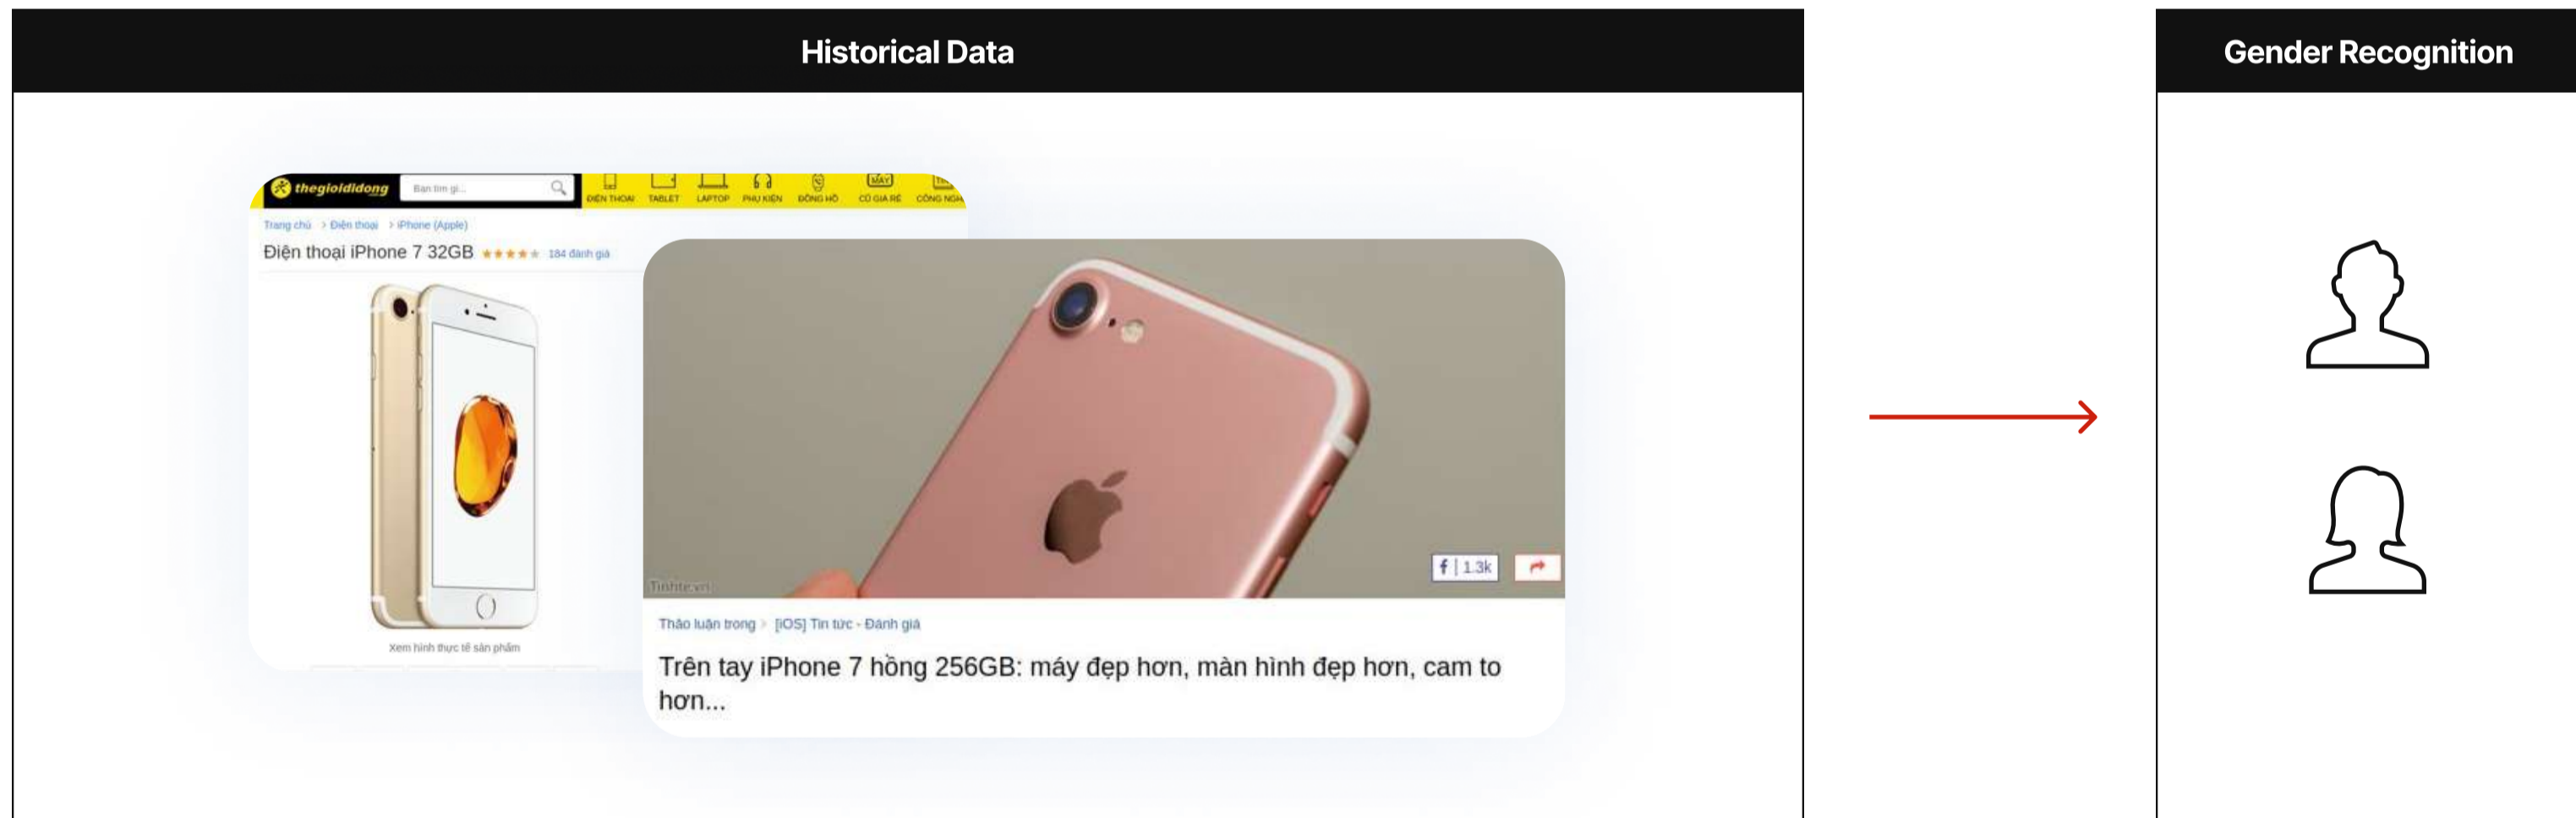 Historical Data
Gender Recognition
thegioididong
Bạn tìm gì...
ĐIỆN THOẠI
TABLET
LAPTOP
PHỤ KIỆN
ĐỒNG HỒ
MÁY
CŨ GIÁ RẺ
CÔNG NGH
Trang chủ > Điện thoại > iPhone (Apple)
Điện thoại iPhone 7 32GB 184 đánh giá
Xem hình thực tế sản phẩm
f | 1.3k
Tinhte.vn
Thảo luận trong > [iOS] Tin tức - Đánh giá
Trên tay iPhone 7 hồng 256GB: máy đẹp hơn, màn hình đẹp hơn, cam to
hơn...